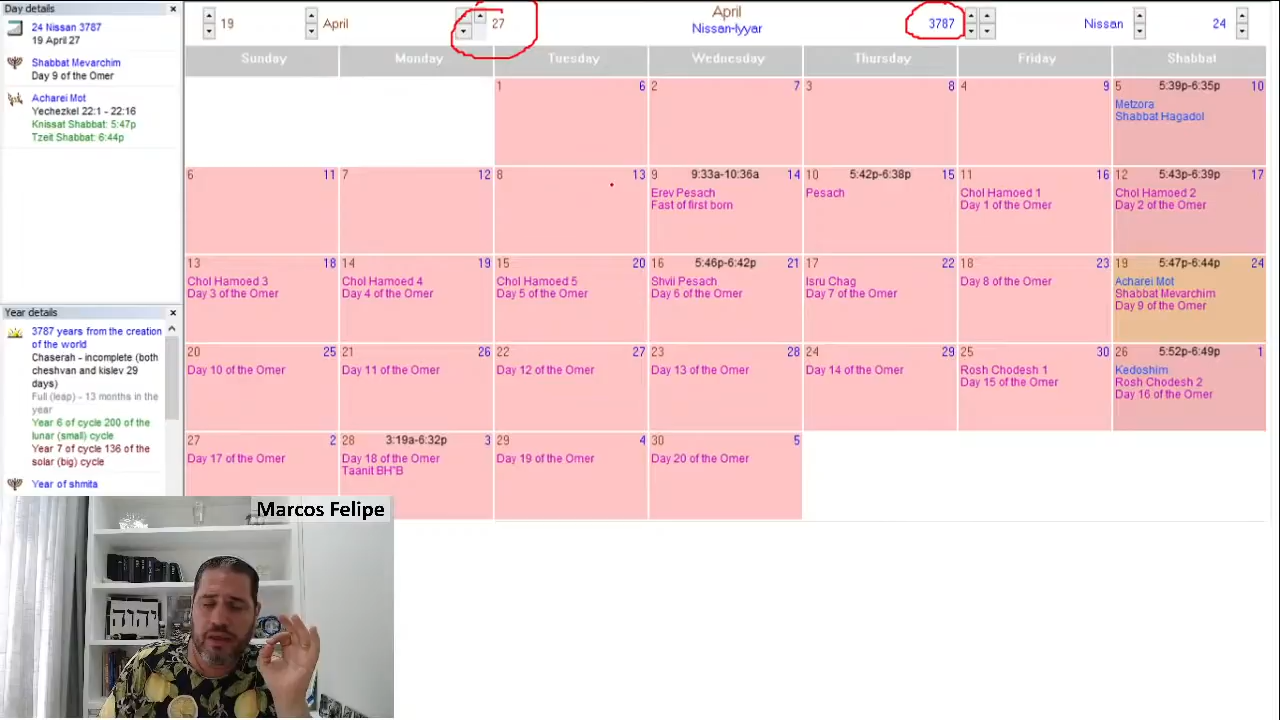 Day details
24 Nissan 3787
19 April 27
Shabbat Mevarchim
Day 9 of the Omer
Acharei Mot
Yechezkel 22:1 - 22:16
Knissat Shabbat: 5:47p
Tzeit Shabbat: 6:44p
Year details
3787 years from the creation
of the world
Chaserah - incomplete (both
cheshvan and kislev 29
days)
Full (leap) - 13 months in the
year
Year 6 of cycle 200 of the
lunar (small) cycle
Year 7 of cycle 136 of the
solar (big) cycle
Year of shmita
19 April 27
April
Nissan-Iyyar
3787 Nissan 24
Sunday Monday Tuesday Wednesday Thursday Friday Shabbat
1 6 2 7 3 8 4 9 5 5:39p-6:35p 10
Metzora
Shabbat Hagadol
6 11 7 12 8 13 9 9:33a-10:36a 14 10 5:42p-6:38p 15 11 16 12 5:43p-6:39p 17
Erev Pesach Pesach Chol Hamoed 1 Chol Hamoed 2
Fast of first born Day 1 of the Omer Day 2 of the Omer
13 18 14 19 15 20 16 5:46p-6:42p 21 17 22 18 23 19 5:47p-6:44p 24
Chol Hamoed 3 Chol Hamoed 4 Chol Hamoed 5 Shvii Pesach Isru Chag Day 8 of the Omer Acharei Mot
Day 3 of the Omer Day 4 of the Omer Day 5 of the Omer Day 6 of the Omer Day 7 of the Omer Shabbat Mevarchim
Day 9 of the Omer
20 25 21 26 22 27 23 28 24 29 25 30 26 5:52p-6:49p 1
Day 10 of the Omer Day 11 of the Omer Day 12 of the Omer Day 13 of the Omer Day 14 of the Omer Rosh Chodesh 1 Kedoshim
Day 15 of the Omer Rosh Chodesh 2
Day 16 of the Omer
27 2 28 3:19a-6:32p 3 29 4 30 5
Day 17 of the Omer Day 18 of the Omer Day 19 of the Omer Day 20 of the Omer
Taanit BH"B
Marcos Felipe
יהוה